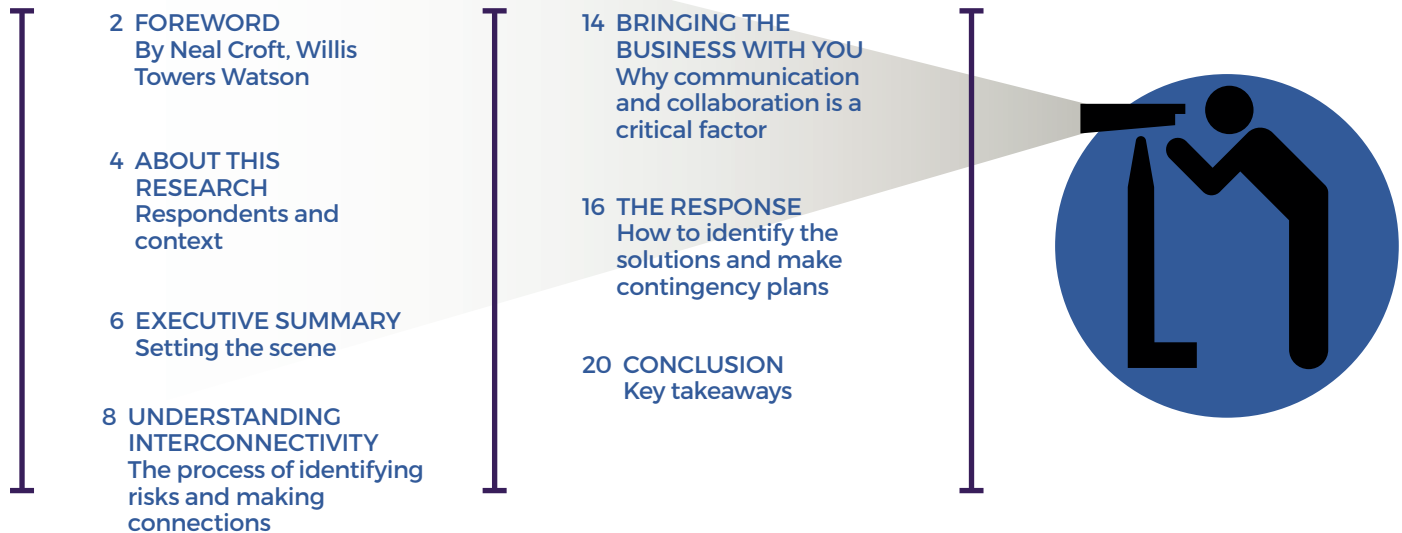 2 FOREWORD
By Neal Croft, Willis
Towers Watson
4 ABOUT THIS
RESEARCH
Respondents and
context
6 EXECUTIVE SUMMARY
Setting the scene
8 UNDERSTANDING
INTERCONNECTIVITY
The process of identifying
risks and making
connections
14 BRINGING THE
BUSINESS WITH YOU
Why communication
and collaboration is a
critical factor
16 THE RESPONSE
How to identify the
solutions and make
contingency plans
20 CONCLUSION
Key takeaways